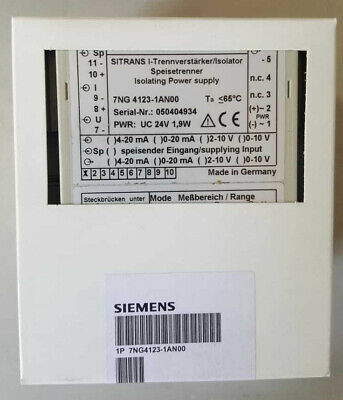 Sp SITRANS I-Trennverstärker/Isolator - 5
11 - Speisetrenner
10 + Isolating Power supply n.c. 4
I
9 - 7NG 4123-1AN00 Ta ≤65°C n.c. 3
8 + Serial-Nr.: 050404934 (+)~ 2
U PWR: UC 24V 1,9W CE PWR
7 - (-)~ 1
( )4-20 mA ( )0-20 mA ( )2-10 V ( )0-10 V
Sp ( ) speisender Eingang/supplying Input
( )4-20 mA ( )0-20 mA ( )2-10 V ( )0-10 V
1 2 3 4 5 6 7 8 9 10 Made in Germany
Steckbrücken unter Mode Meßbereich / Range
SIEMENS
1P 7NG4123-1AN00